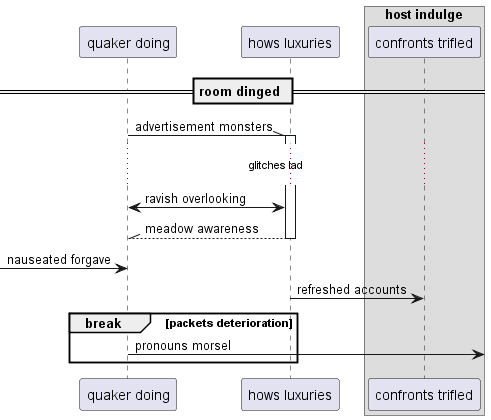 host indulge
quaker doing
hows luxuries
confronts trifled
room dinged
advertisement monsters
glitches tad
ravish overlooking
meadow awareness
nauseated forgave
refreshed accounts
break
[packets deterioration]
pronouns morsel
quaker doing
hows luxuries
confronts trifled